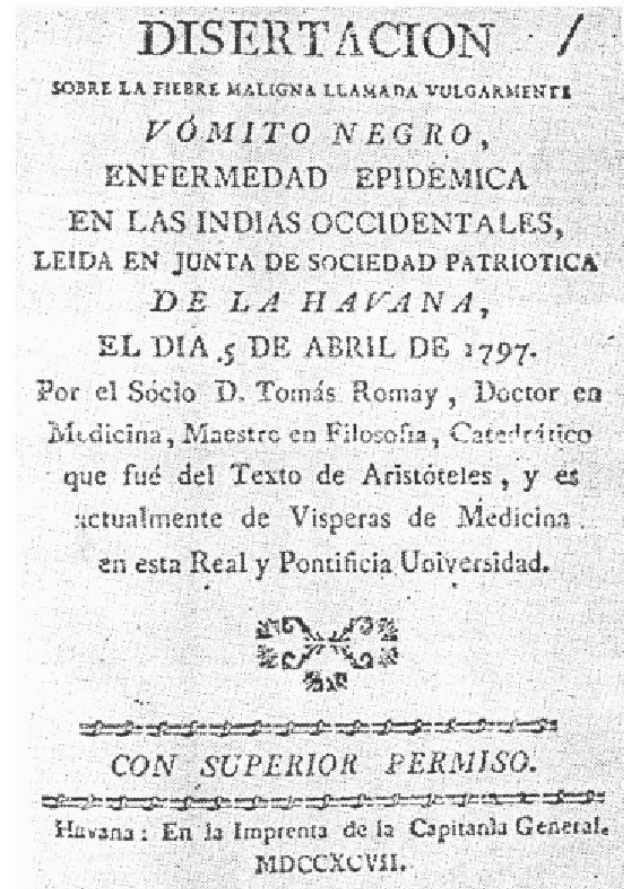 DISERTACION
SOBRE LA FIEBRE MALIGNA LLAMADA VULGARMENTE
VÓMITO NEGRO,
ENFERMEDAD EPIDEMICA
EN LAS INDIAS OCCIDENTALES,
LEIDA EN JUNTA DE SOCIEDAD PATRIOTICA
DE LA HAVANA,
EL DIA 5 DE ABRIL DE 1797.
Por el Sócio D. Tomás Romay, Doctor en
Medicina, Maestro en Filosofia, Catedrático
que fué del Texto de Aristóteles, y es
actualmente de Visperas de Medicina
en esta Real y Pontificia Universidad.
CON SUPERIOR PERMISO.
Havana: En la Imprenta de la Capitanía General.
MDCCXCVII.